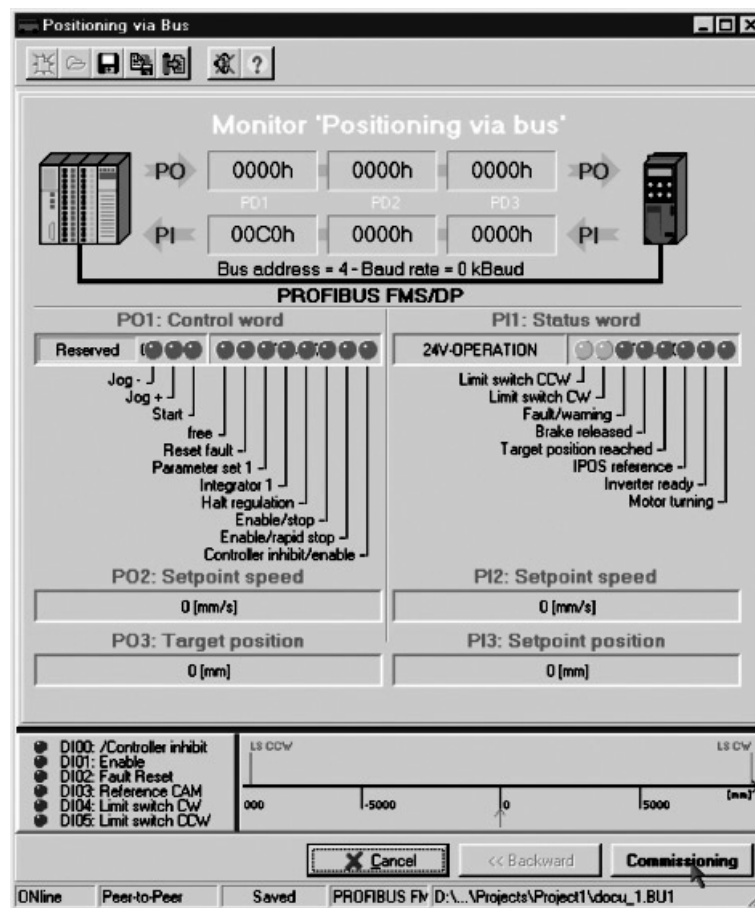 Positioning via Bus
Monitor 'Positioning via bus'
PO 0000h 0000h 0000h PO
PD1 PD2 PD3
PI 00C0h 0000h 0000h PI
Bus address = 4 - Baud rate = 0 kBaud
PROFIBUS FMS/DP
PO1: Control word
Reserved
Jog -
Jog +
Start
free
Reset fault
Parameter set 1
Integrator 1
Halt regulation
Enable/stop
Enable/rapid stop
Controller inhibit/enable
PI1: Status word
24V-OPERATION
Limit switch CCW
Limit switch CW
Fault/warning
Brake released
Target position reached
IPOS reference
Inverter ready
Motor turning
PO2: Setpoint speed
0 [mm/s]
PI2: Setpoint speed
0 [mm/s]
PO3: Target position
0 [mm]
PI3: Setpoint position
0 [mm]
DI00: /Controller inhibit
DI01: Enable
DI02: Fault Reset
DI03: Reference CAM
DI04: Limit switch CW
DI05: Limit switch CCW
LS CCW LS CW
000 -5000 0 5000 [mm]
Cancel << Backward Commissioning
ONline Peer-to-Peer Saved PROFIBUS FM D:\...\Projects\Project1\docu_1.BU1